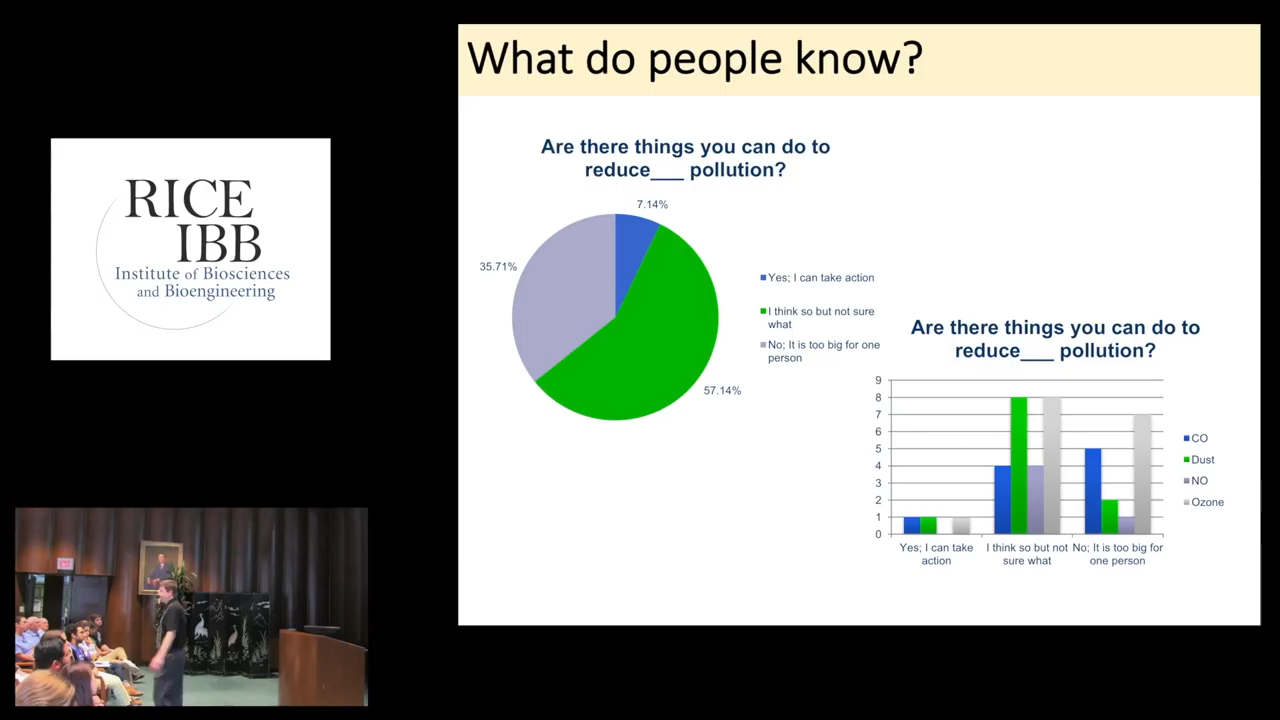 What do people know?
RICE
IBB
Institute of Biosciences
and Bioengineering
Are there things you can do to
reduce___ pollution?
7.14%
35.71%
57.14%
Yes; I can take action
I think so but not sure
what
No; It is too big for one
person
Are there things you can do to
reduce___ pollution?
9
8
7
6
5
4
3
2
1
0
Yes; I can take
action
I think so but not
sure what
No; It is too big for
one person
CO
Dust
NO
Ozone